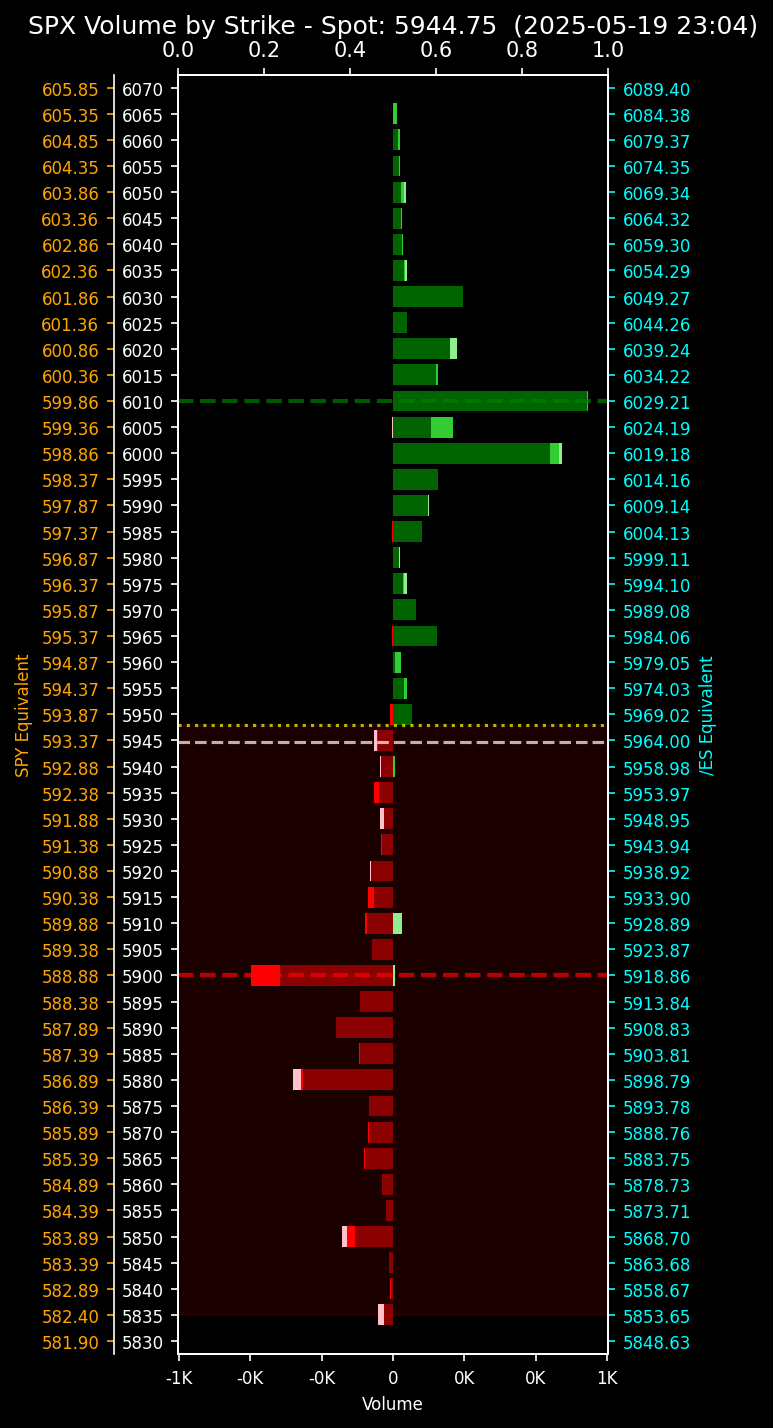 SPX Volume by Strike - Spot: 5944.75  (2025-05-19 23:04)
0.0 0.2 0.4 0.6 0.8 1.0
605.85 6070 6089.40
605.35 6065 6084.38
604.85 6060 6079.37
604.35 6055 6074.35
603.86 6050 6069.34
603.36 6045 6064.32
602.86 6040 6059.30
602.36 6035 6054.29
601.86 6030 6049.27
601.36 6025 6044.26
600.86 6020 6039.24
600.36 6015 6034.22
599.86 6010 6029.21
599.36 6005 6024.19
598.86 6000 6019.18
598.37 5995 6014.16
597.87 5990 6009.14
597.37 5985 6004.13
596.87 5980 5999.11
596.37 5975 5994.10
595.87 5970 5989.08
595.37 5965 5984.06
594.87 5960 5979.05
594.37 5955 5974.03
593.87 5950 5969.02
593.37 5945 5964.00
592.88 5940 5958.98
592.38 5935 5953.97
591.88 5930 5948.95
591.38 5925 5943.94
590.88 5920 5938.92
590.38 5915 5933.90
589.88 5910 5928.89
589.38 5905 5923.87
588.88 5900 5918.86
588.38 5895 5913.84
587.89 5890 5908.83
587.39 5885 5903.81
586.89 5880 5898.79
586.39 5875 5893.78
585.89 5870 5888.76
585.39 5865 5883.75
584.89 5860 5878.73
584.39 5855 5873.71
583.89 5850 5868.70
583.39 5845 5863.68
582.89 5840 5858.67
582.40 5835 5853.65
581.90 5830 5848.63
SPY Equivalent
/ES Equivalent
-1K -0K -0K 0 0K 0K 1K
Volume